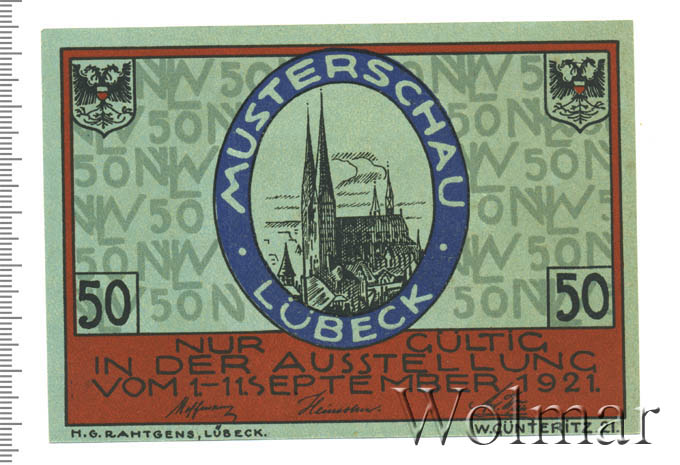 MUSTERSCHAU
LÜBECK
50
50
NUR GÜLTIG
IN DER AUSSTELLUNG
VOM 1.-11.SEPTEMBER 1921.
H.G. RAHTGENS, LÜBECK.
W.GÜNTERITZ 21.
Wolmar